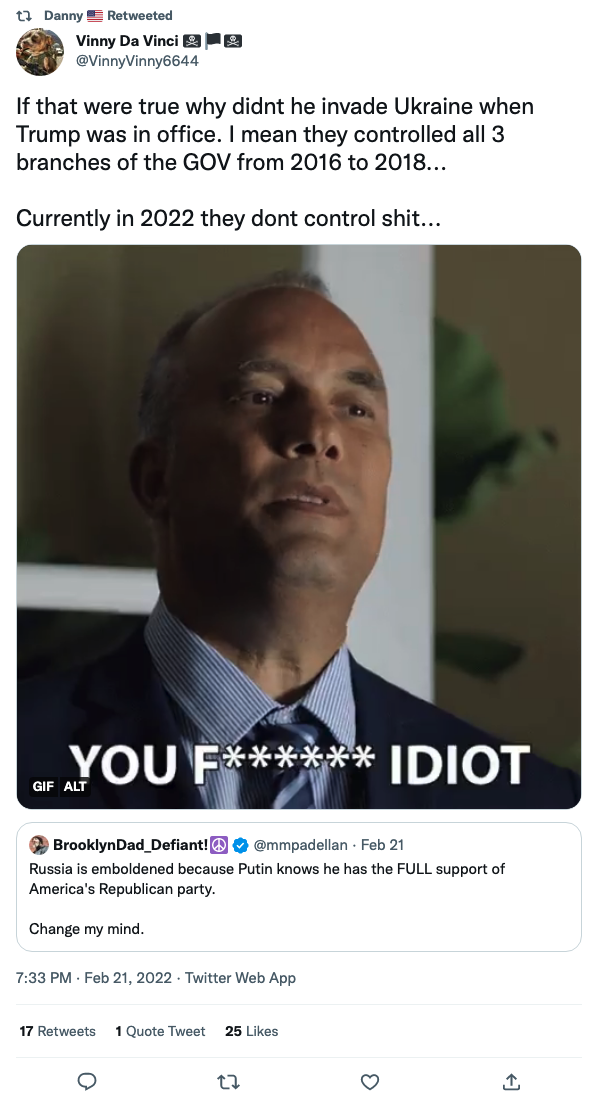 Danny 🇺🇸 Retweeted
Vinny Da Vinci ☠️🏴☠️
@VinnyVinny6644
If that were true why didnt he invade Ukraine when
Trump was in office. I mean they controlled all 3
branches of the GOV from 2016 to 2018...
Currently in 2022 they dont control shit...
YOU F****** IDIOT
GIF ALT
BrooklynDad_Defiant!☮️ @mmpadellan · Feb 21
Russia is emboldened because Putin knows he has the FULL support of
America's Republican party.
Change my mind.
7:33 PM · Feb 21, 2022 · Twitter Web App
17 Retweets 1 Quote Tweet 25 Likes